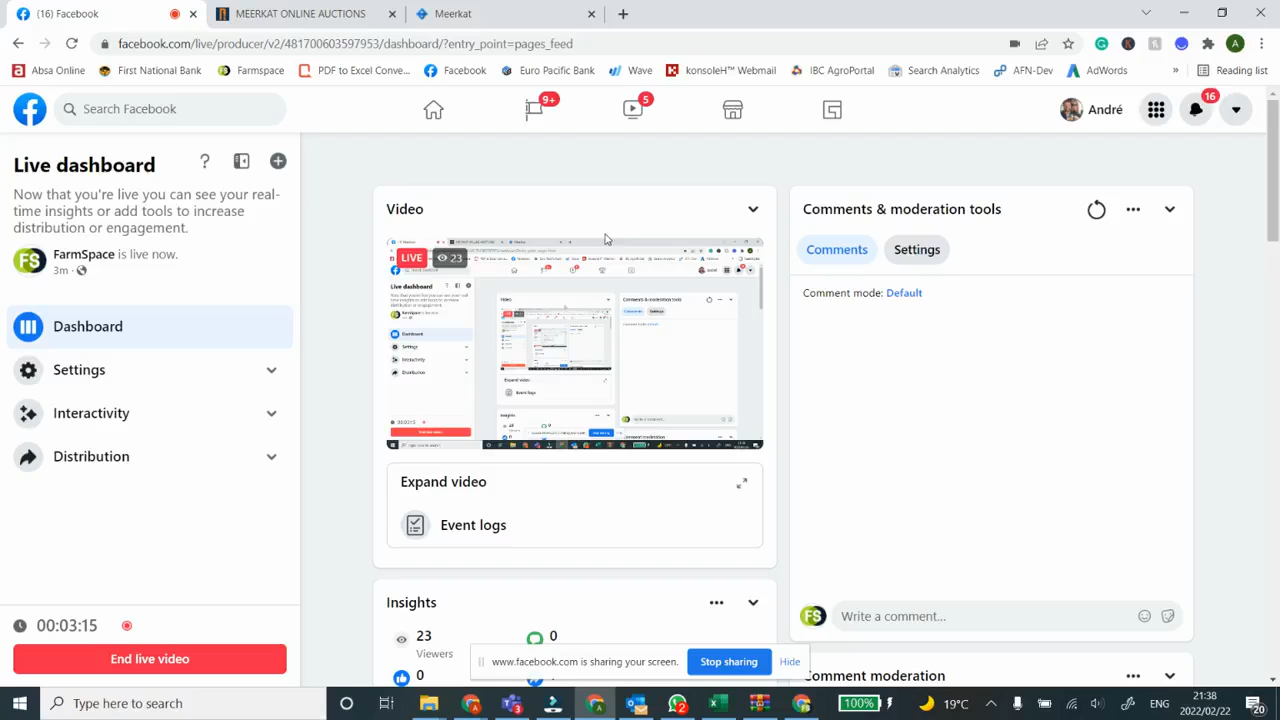 (16) Facebook
MEERKAT ONLINE AUCTIONS
Meerkat
facebook.com/live/producer/v2/481700603597953/dashboard/?entry_point=pages_feed
A
Absa Online
First National Bank
Farmspace
PDF to Excel Conve...
Facebook
Euro Pacific Bank
Wave
konsoleH™ Webmail
IBC AgroPortal
Search Analytics
AFN-Dev
AdWords
»
Reading list
Search Facebook
9+
5
André
16
Live dashboard
Now that you're live you can see your real-
time insights or add tools to increase
distribution or engagement.
FS
FarmSpace is live now.
3m ·
Dashboard
Settings
Interactivity
Distribution
00:03:15
End live video
Video
LIVE
23
Expand video
Event logs
Insights
23
Viewers
0
0
Comments & moderation tools
Comments
Settings
Comment mode: Default
FS
Write a comment...
Comment moderation
www.facebook.com is sharing your screen.
Stop sharing
Hide
Type here to search
3
2
100%
19°C
ENG
21:38
2022/02/22
20